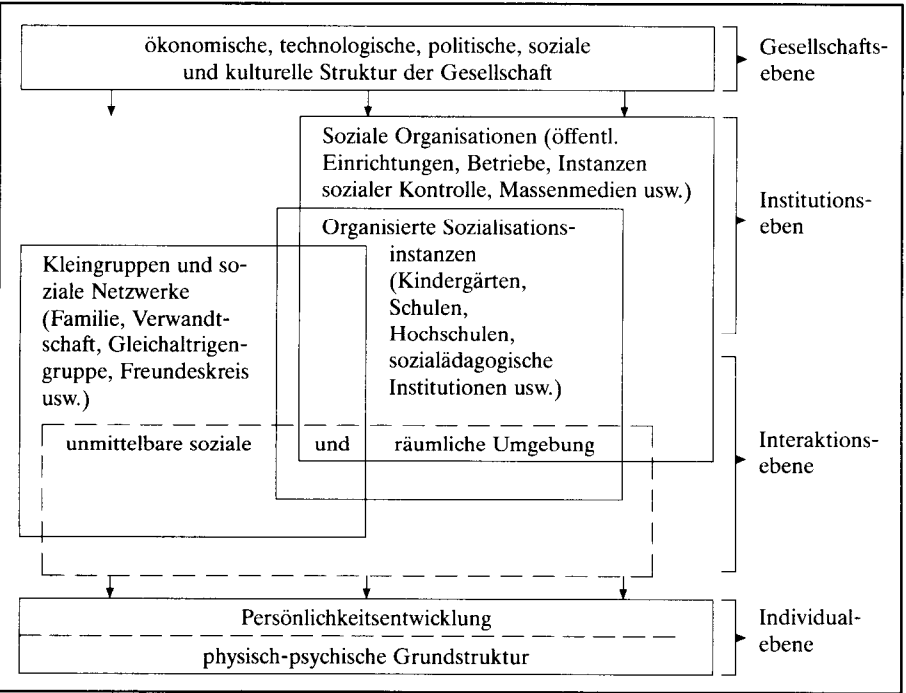 ökonomische, technologische, politische, soziale
und kulturelle Struktur der Gesellschaft
Gesellschafts-
ebene
Soziale Organisationen (öffentl.
Einrichtungen, Betriebe, Instanzen
sozialer Kontrolle, Massenmedien usw.)
Institutions-
eben
Organisierte Sozialisations-
instanzen
(Kindergärten,
Schulen,
Hochschulen,
sozialädagogische
Institutionen usw.)
Kleingruppen und so-
ziale Netzwerke
(Familie, Verwandt-
schaft, Gleichaltrigen-
gruppe, Freundeskreis
usw.)
unmittelbare soziale und räumliche Umgebung
Interaktions-
ebene
Persönlichkeitsentwicklung
physisch-psychische Grundstruktur
Individual-
ebene